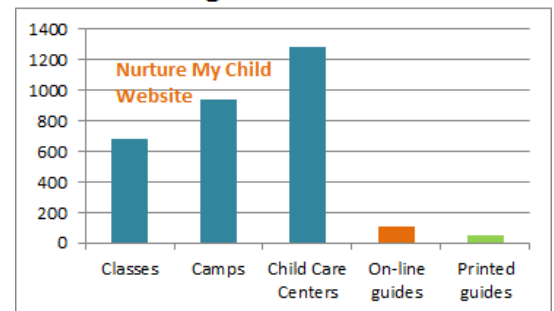 1400
1200
1000
800
600
400
200
0
Nurture My Child
Website
Classes
Camps
Child Care
Centers
On-line
guides
Printed
guides